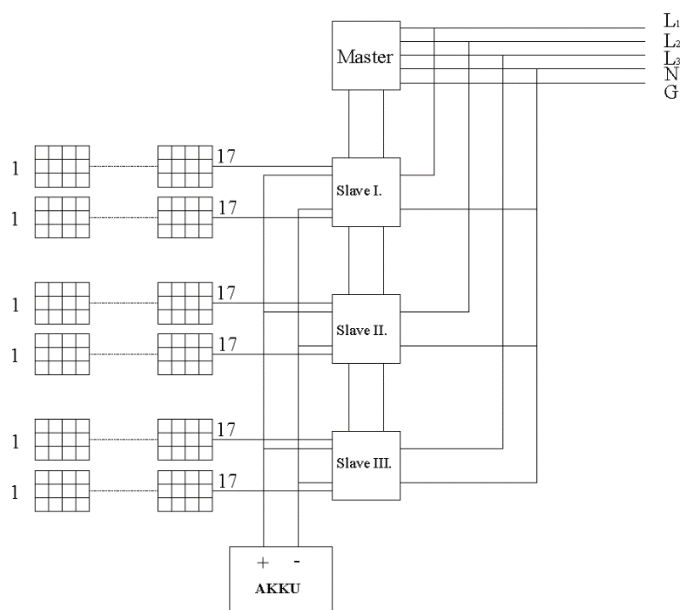 L1
L2
Master
L3
N
G
1 17
Slave I.
1 17
1 17
Slave II.
1 17
1 17
Slave III.
1 17
+ -
AKKU